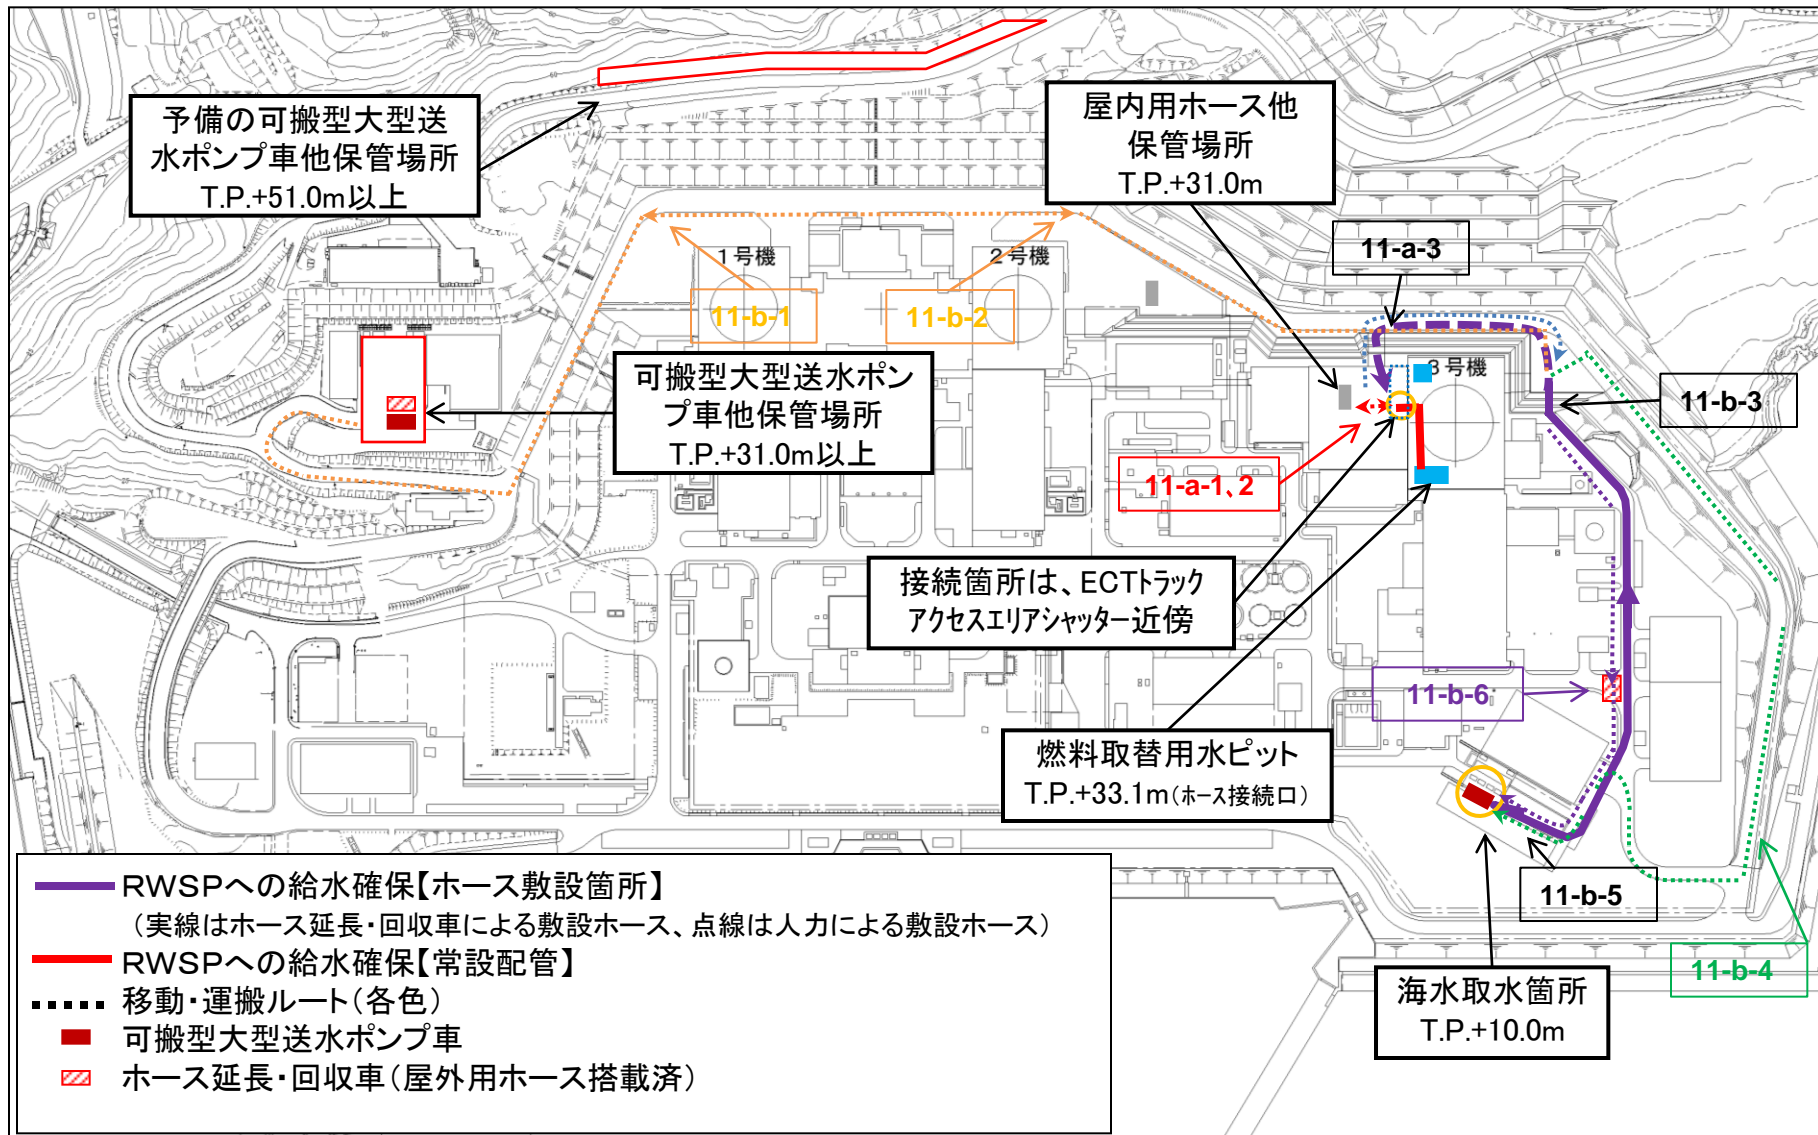 予備の可搬型大型送
水ポンプ車他保管場所
T.P.+51.0m以上
屋内用ホース他
保管場所
T.P.+31.0m
11-a-3
1号機
2号機
11-b-1
11-b-2
可搬型大型送水ポン
プ車他保管場所
T.P.+31.0m以上
3号機
11-b-3
11-a-1、2
接続箇所は、ECTトラック
アクセスエリアシャッター近傍
11-b-6
燃料取替用水ピット
T.P.+33.1m(ホース接続口)
11-b-5
11-b-4
海水取水箇所
T.P.+10.0m
RWSPへの給水確保【ホース敷設箇所】
(実線はホース延長・回収車による敷設ホース、点線は人力による敷設ホース)
RWSPへの給水確保【常設配管】
移動・運搬ルート(各色)
可搬型大型送水ポンプ車
ホース延長・回収車(屋外用ホース搭載済)